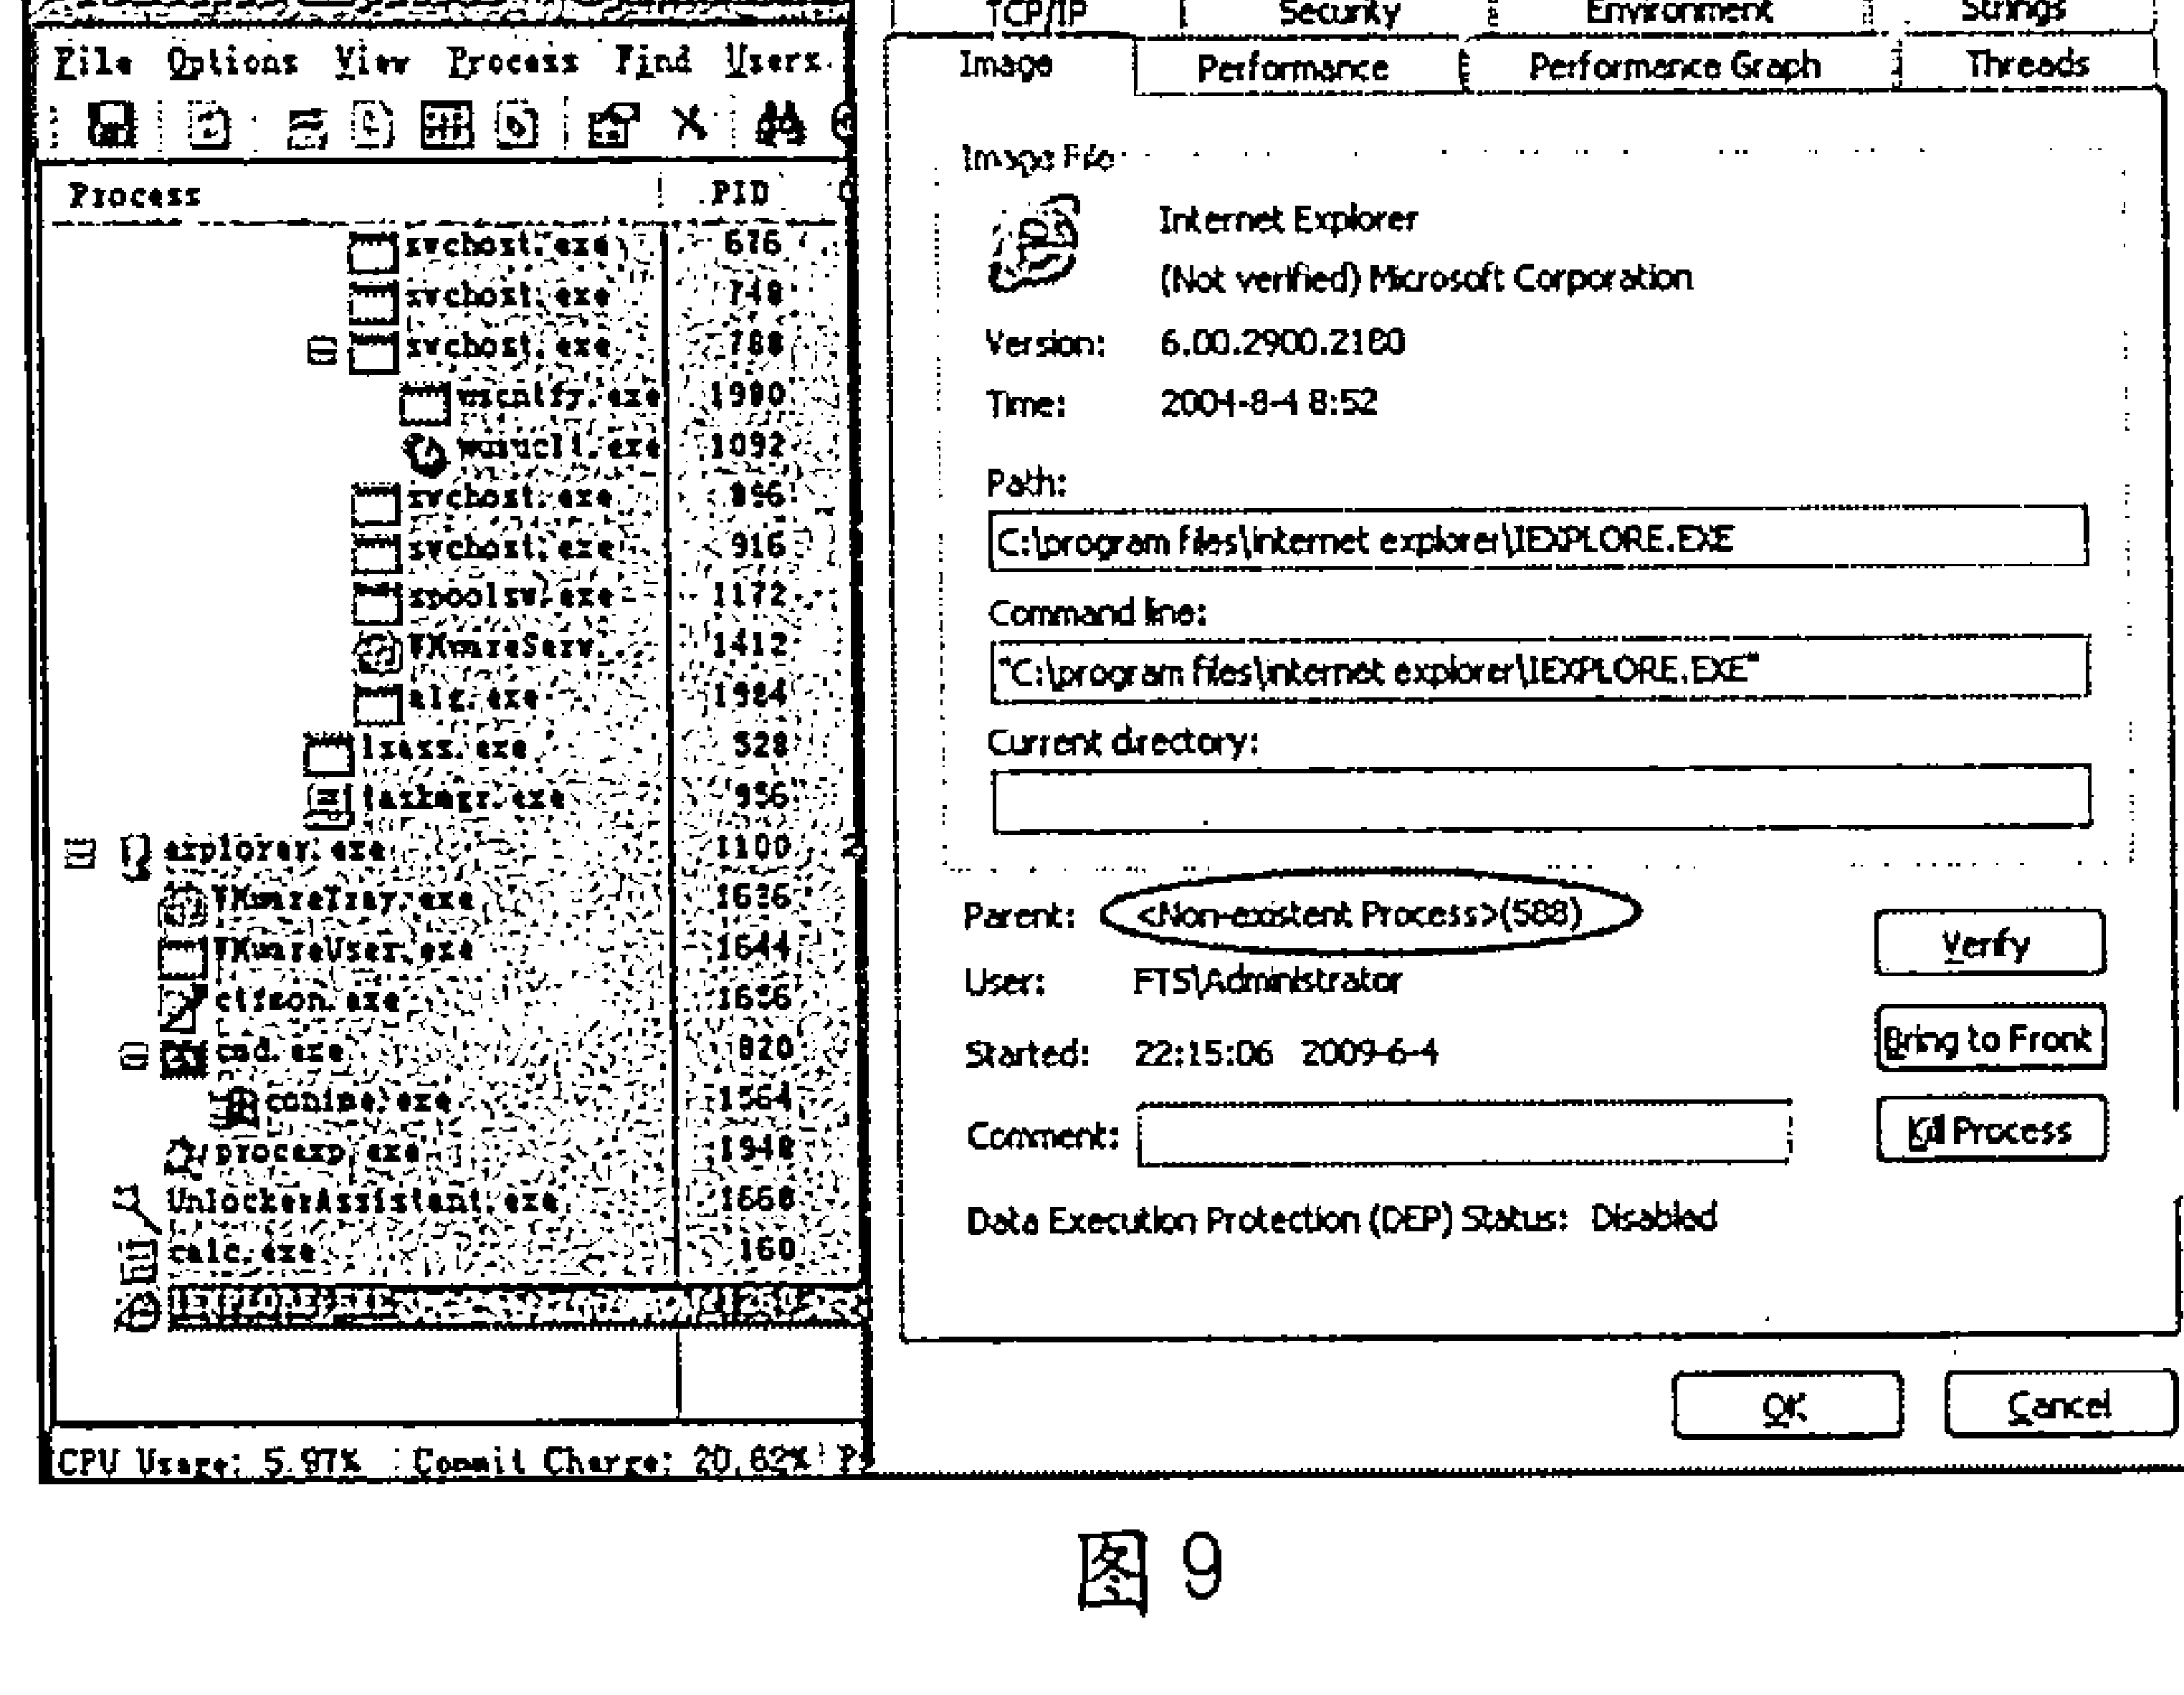 File Options View Process Find Users
Process PID
svchost.exe 676
svchost.exe 748
svchost.exe 788
wscntfy.exe 1980
wuauclt.exe 1092
svchost.exe
svchost.exe 916
spoolsv.exe 1172
VMwareServ. 1412
alg.exe 1984
lsass.exe 528
taskmgr.exe 956
explorer.exe 1100
VMwareTray.exe 1636
VMwareUser.exe 1644
ctfmon.exe 1656
cmd.exe 820
conime.exe 1564
procexp.exe 1948
UnlockerAssistant.exe 1668
calc.exe 160
IEXPLORE.EXE
CPU Usage: 5.97% Commit Charge: 20.62% P
TCP/IP Security Environment Strings
Image Performance Performance Graph Threads
Image File
Internet Explorer
(Not verified) Microsoft Corporation
Version: 6.00.2900.2180
Time: 2004-8-4 8:52
Path:
C:\program files\internet explorer\IEXPLORE.EXE
Command line:
"C:\program files\internet explorer\IEXPLORE.EXE"
Current directory:
Parent: <Non-existent Process>(588)
Verify
User: FTS\Administrator
Bring to Front
Started: 22:15:06 2009-6-4
Comment:
Kill Process
Data Execution Protection (DEP) Status: Disabled
OK Cancel
图 9